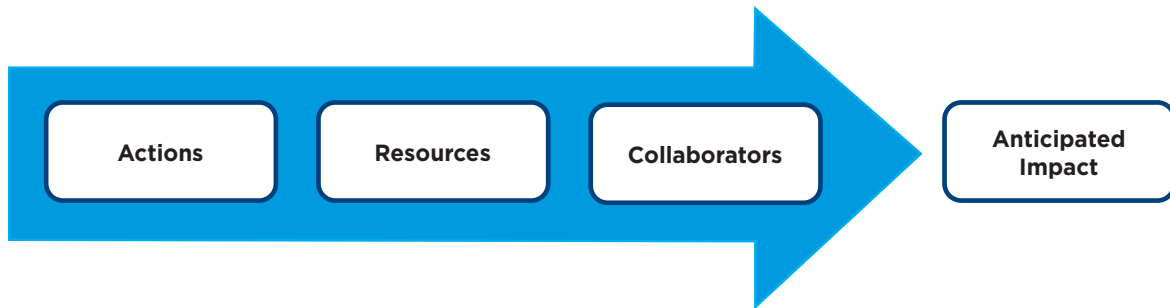 Actions
Resources
Collaborators
Anticipated
Impact